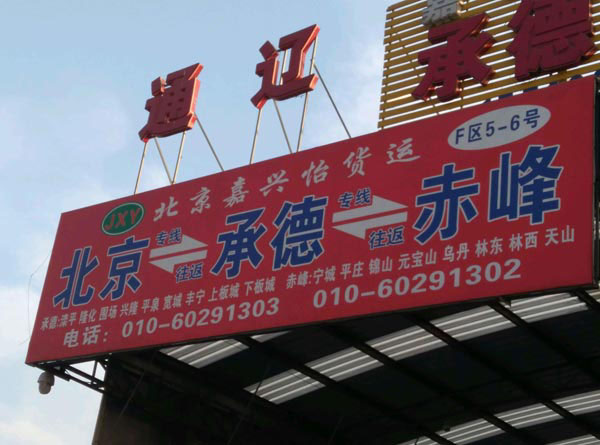 嘉
承德
通辽
F区5-6号
JXY 北京嘉兴怡货运
北京 专线 往返 承德 专线 往返 赤峰
承德:滦平 隆化 围场 兴隆 平泉 宽城 丰宁 上板城 下板城 赤峰:宁城 平庄 锦山 元宝山 乌丹 林东 林西 天山
电话: 010-60291303 010-60291302